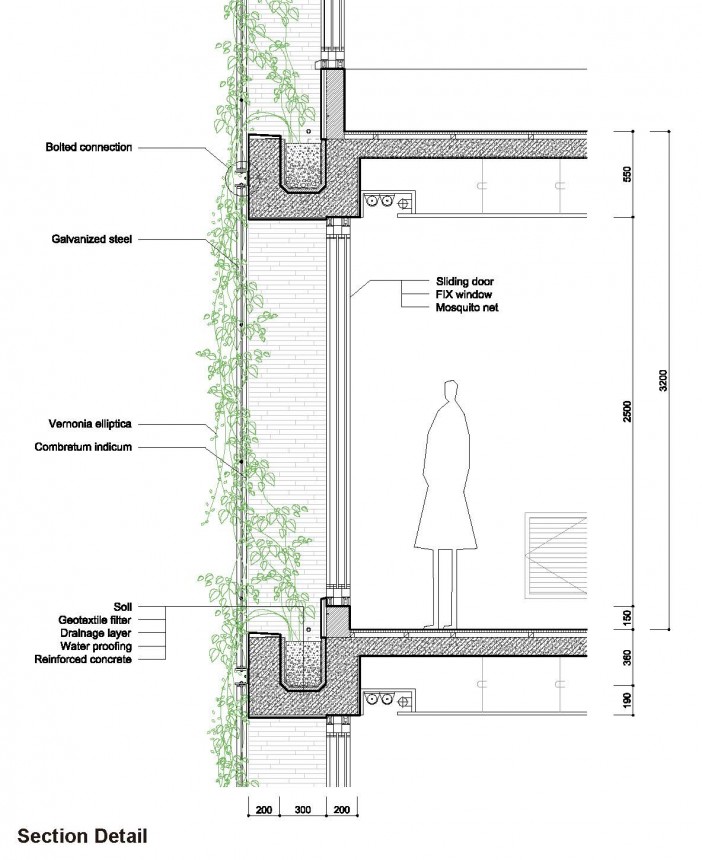 Bolted connection
550
Galvanized steel
Sliding door
FIX window
Mosquito net
3200
2500
Vernonia elliptica
Combretum indicum
Soil
Geotaxtile filter
Drainage layer
Water proofing
Reinforced concrete
150
360
190
200 300 200
Section Detail